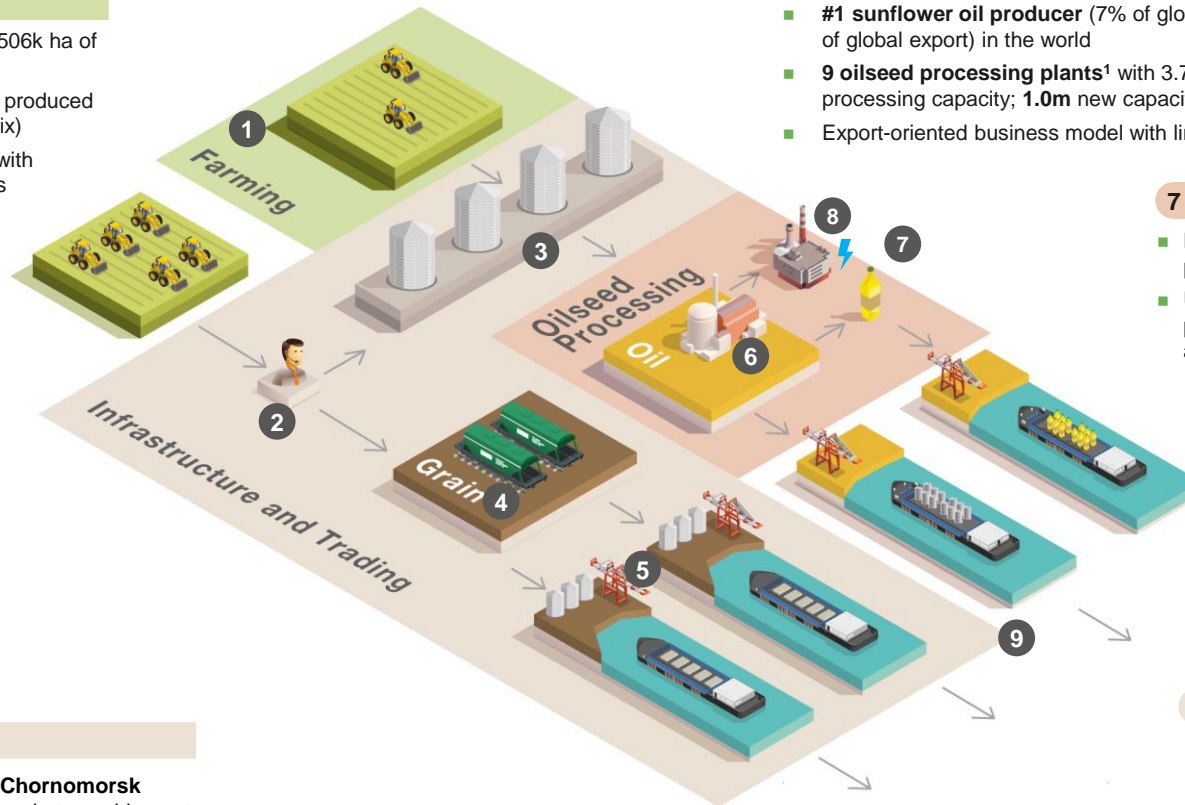 506k ha of
produced
ix)
with
s
#1 sunflower oil producer (7% of glo
of global export) in the world
9 oilseed processing plants¹ with 3.7
processing capacity; 1.0m new capaci
Export-oriented business model with li
1
Farming
3
8
7
7
Oilseed
Processing
Oil
6
2
Infrastructure and Trading
Grain
4
5
9
a
Chornomorsk